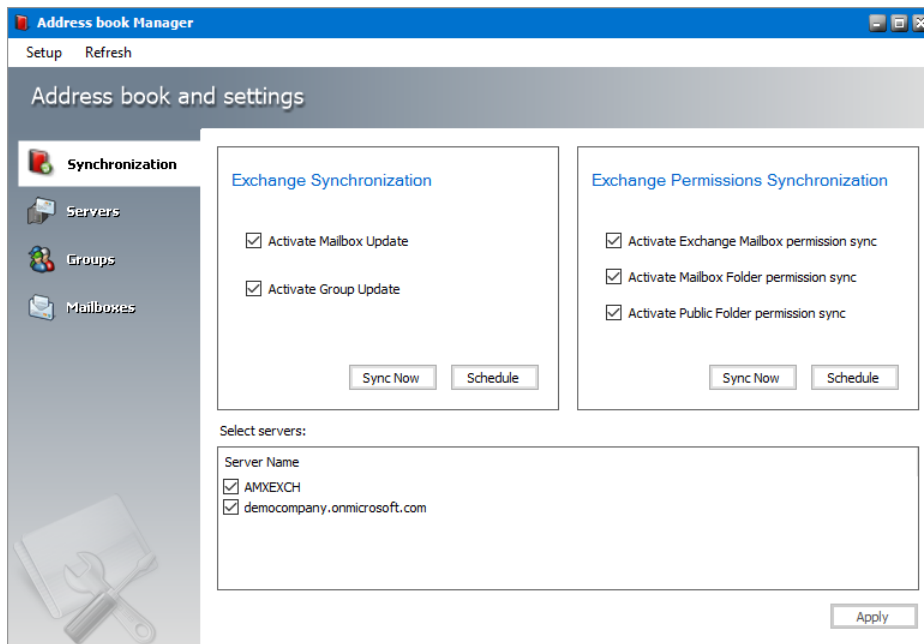 Address book Manager
Setup Refresh
Address book and settings
Synchronization
Servers
Groups
Mailboxes
Exchange Synchronization
Activate Mailbox Update
Activate Group Update
Sync Now Schedule
Exchange Permissions Synchronization
Activate Exchange Mailbox permission sync
Activate Mailbox Folder permission sync
Activate Public Folder permission sync
Sync Now Schedule
Select servers:
Server Name
AMXEXCH
democompany.onmicrosoft.com
Apply